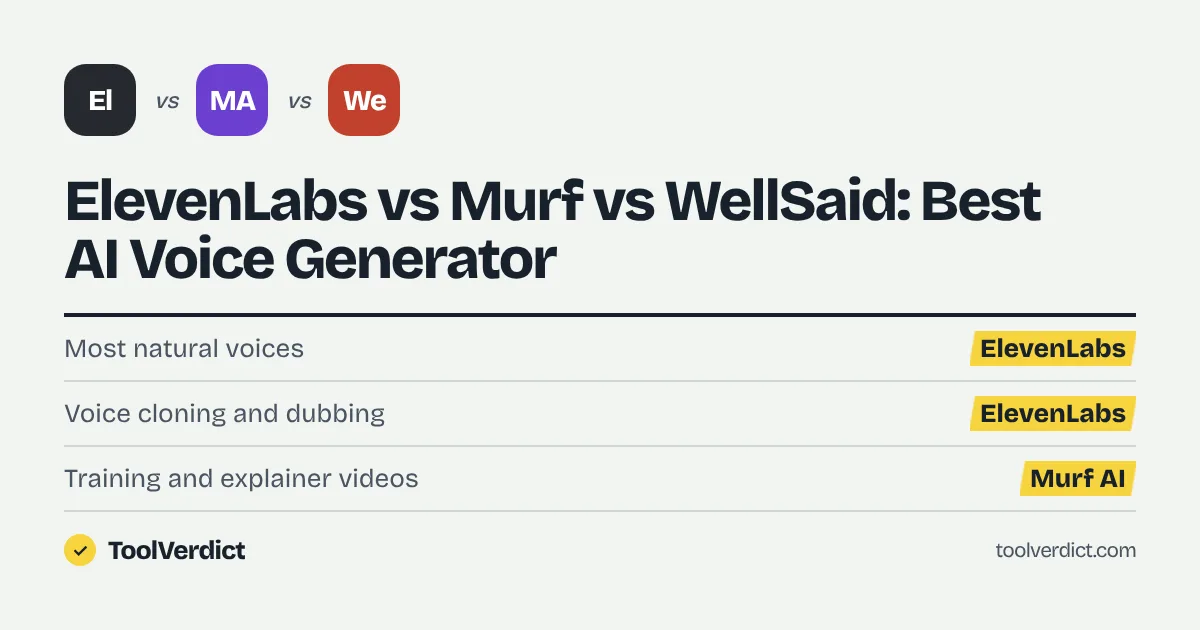 El vs MA vs We
ElevenLabs vs Murf vs WellSaid: Best
AI Voice Generator
Most natural voices ElevenLabs
Voice cloning and dubbing ElevenLabs
Training and explainer videos Murf AI
ToolVerdict toolverdict.com